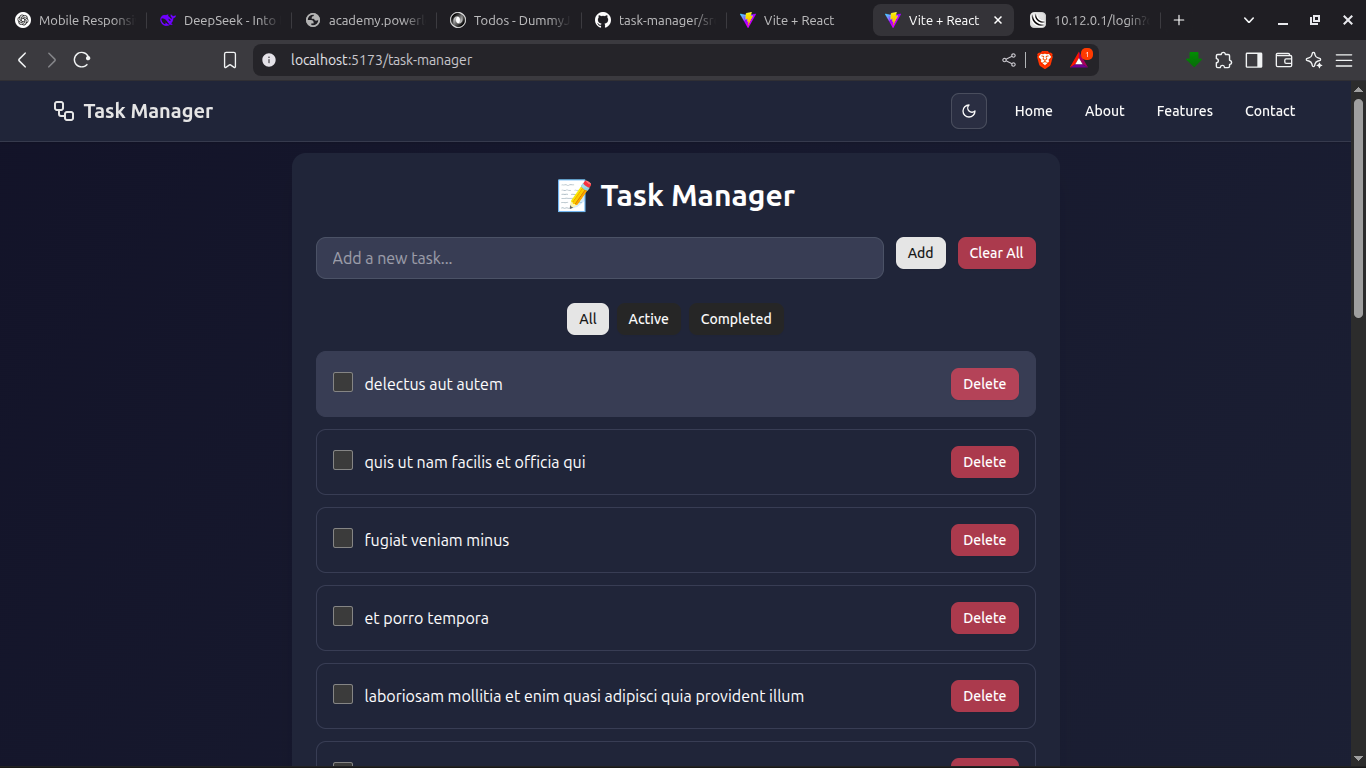 Mobile Respons
DeepSeek - Into
academy.powerl
Todos - DummyJ
task-manager/sr
Vite + React
Vite + React
10.12.0.1/login?
localhost:5173/task-manager
1
Task Manager
Home
About
Features
Contact
Task Manager
Add a new task...
Add
Clear All
All
Active
Completed
delectus aut autem
Delete
quis ut nam facilis et officia qui
Delete
fugiat veniam minus
Delete
et porro tempora
Delete
laboriosam mollitia et enim quasi adipisci quia provident illum
Delete